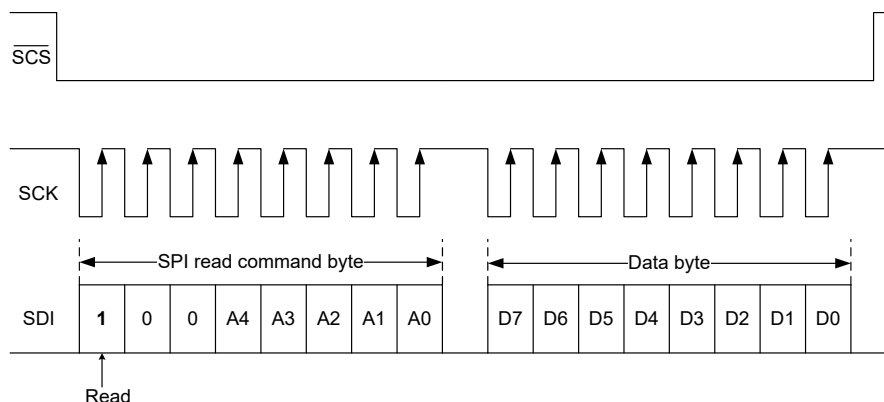 SCS
SCK
SPI read command byte
Data byte
SDI 1 0 0 A4 A3 A2 A1 A0 D7 D6 D5 D4 D3 D2 D1 D0
Read